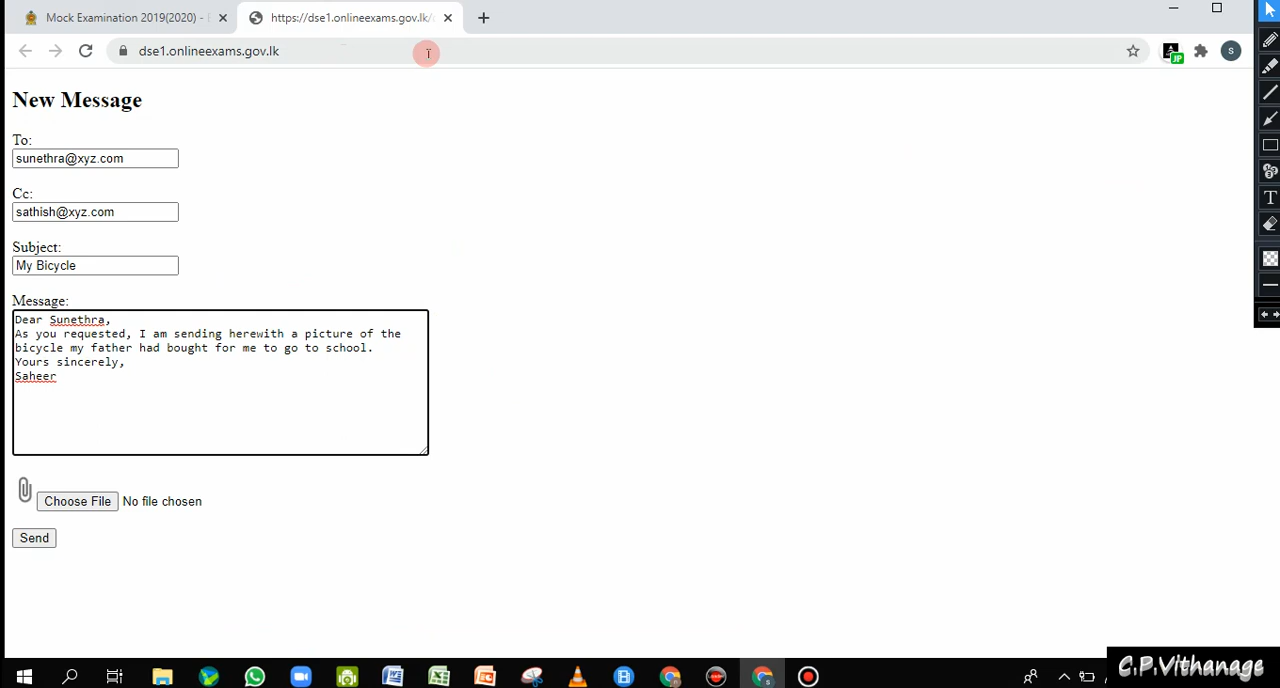 Mock Examination 2019(2020) - E
https://dse1.onlineexams.gov.lk/
dse1.onlineexams.gov.lk
S
JP
New Message
To:
sunethra@xyz.com
Cc:
sathish@xyz.com
Subject:
My Bicycle
Message:
Dear Sunethra,
As you requested, I am sending herewith a picture of the
bicycle my father had bought for me to go to school.
Yours sincerely,
Saheer
Choose File No file chosen
Send
T
C.P.Vithanage